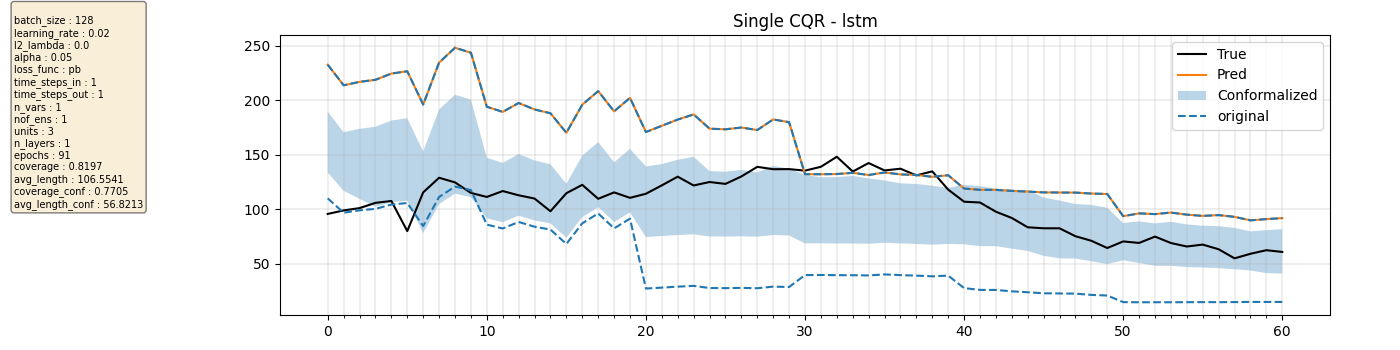 batch_size : 128
learning_rate : 0.02
l2_lambda : 0.0
alpha : 0.05
loss_func : pb
time_steps_in : 1
time_steps_out : 1
n_vars : 1
nof_ens : 1
units : 3
n_layers : 1
epochs : 91
coverage : 0.8197
avg_length : 106.5541
coverage_conf : 0.7705
avg_length_conf : 56.8213
Single CQR - lstm
250
200
150
100
50
0 10 20 30 40 50 60
True
Pred
Conformalized
original